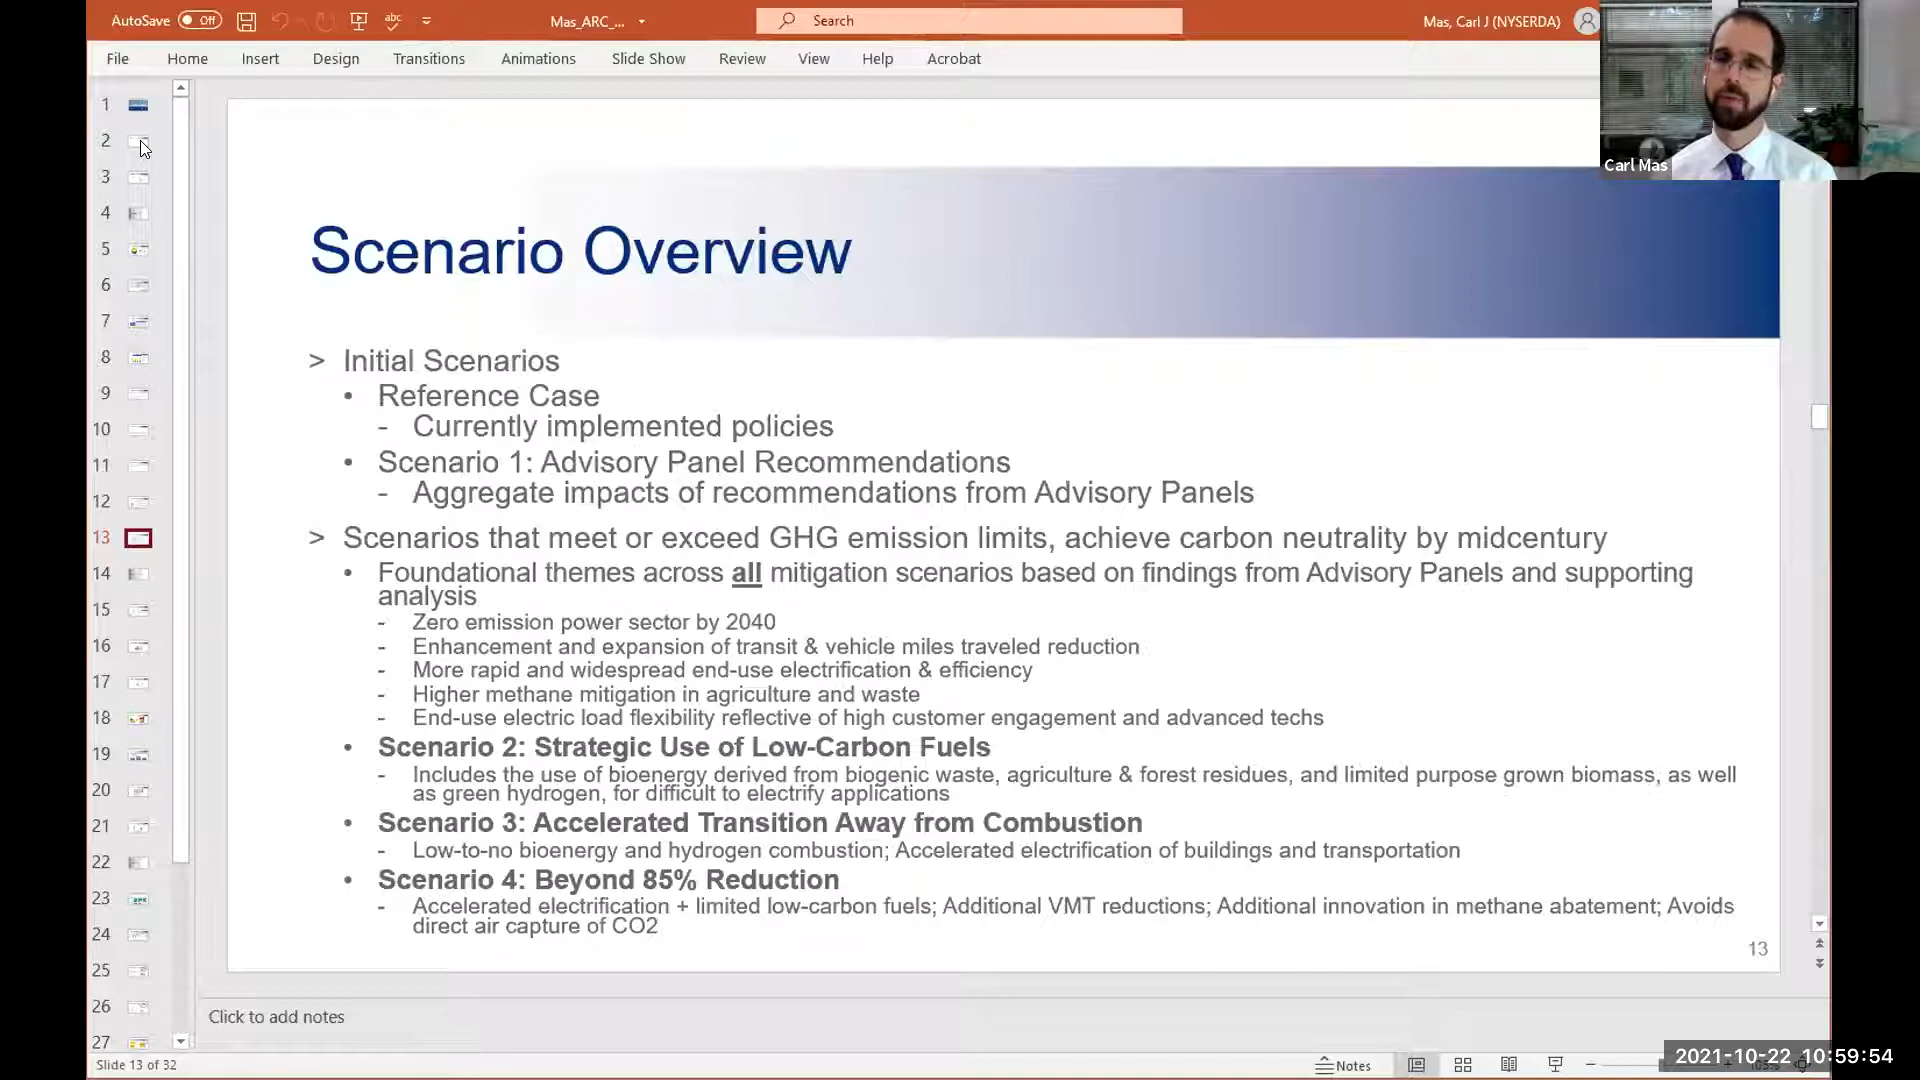 AutoSave Off Mas_ARC_... Search Mas, Carl J (NYSERDA)
File Home Insert Design Transitions Animations Slide Show Review View Help Acrobat
Carl Mas
1
2
3
4
5
6
7
8
9
10
11
12
13
14
15
16
17
18
19
20
21
22
23
24
25
26
27
Scenario Overview
> Initial Scenarios
• Reference Case
- Currently implemented policies
• Scenario 1: Advisory Panel Recommendations
- Aggregate impacts of recommendations from Advisory Panels
> Scenarios that meet or exceed GHG emission limits, achieve carbon neutrality by midcentury
• Foundational themes across all mitigation scenarios based on findings from Advisory Panels and supporting
analysis
- Zero emission power sector by 2040
- Enhancement and expansion of transit & vehicle miles traveled reduction
- More rapid and widespread end-use electrification & efficiency
- Higher methane mitigation in agriculture and waste
- End-use electric load flexibility reflective of high customer engagement and advanced techs
• Scenario 2: Strategic Use of Low-Carbon Fuels
- Includes the use of bioenergy derived from biogenic waste, agriculture & forest residues, and limited purpose grown biomass, as well
as green hydrogen, for difficult to electrify applications
• Scenario 3: Accelerated Transition Away from Combustion
- Low-to-no bioenergy and hydrogen combustion; Accelerated electrification of buildings and transportation
• Scenario 4: Beyond 85% Reduction
- Accelerated electrification + limited low-carbon fuels; Additional VMT reductions; Additional innovation in methane abatement; Avoids
direct air capture of CO2
13
Click to add notes
Slide 13 of 32 Notes
2021-10-22 10:59:54